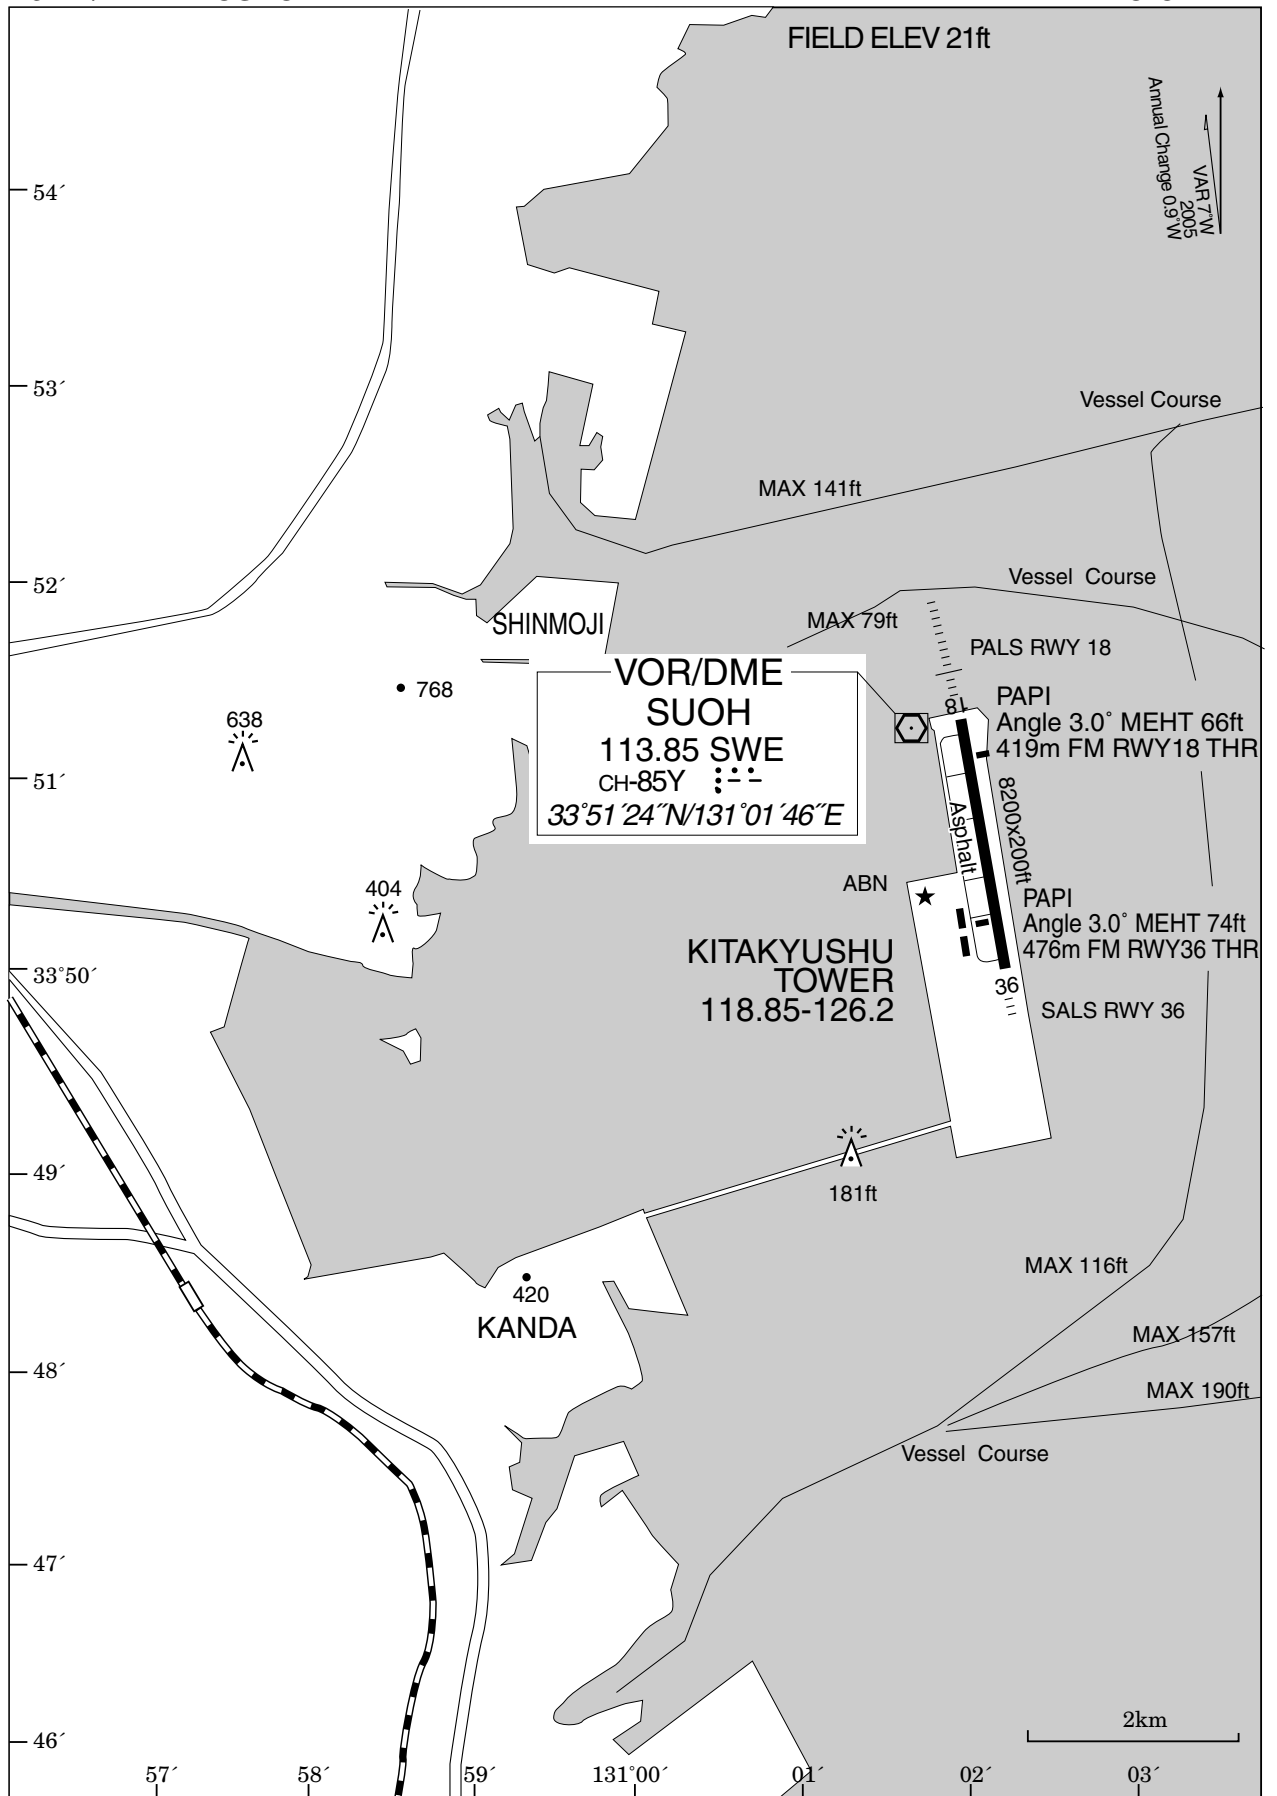 FIELD ELEV 21ft
VAR 7°W
2005
Annual Change 0.9°W
54´
53´
Vessel Course
MAX 141ft
52´
Vessel Course
SHINMOJI
MAX 79ft
PALS RWY 18
VOR/DME
SUOH
113.85 SWE
CH-85Y
33°51´24˝N/131°01´46˝E
768
638
18
PAPI
Angle 3.0° MEHT 66ft
419m FM RWY18 THR
51´
8200x200ft
Asphalt
ABN
404
PAPI
Angle 3.0° MEHT 74ft
476m FM RWY36 THR
KITAKYUSHU
TOWER
118.85-126.2
33°50´
36
SALS RWY 36
49´
181ft
MAX 116ft
420
KANDA
MAX 157ft
48´
MAX 190ft
Vessel Course
47´
46´
2km
57´
58´
59´
131°00´
01´
02´
03´